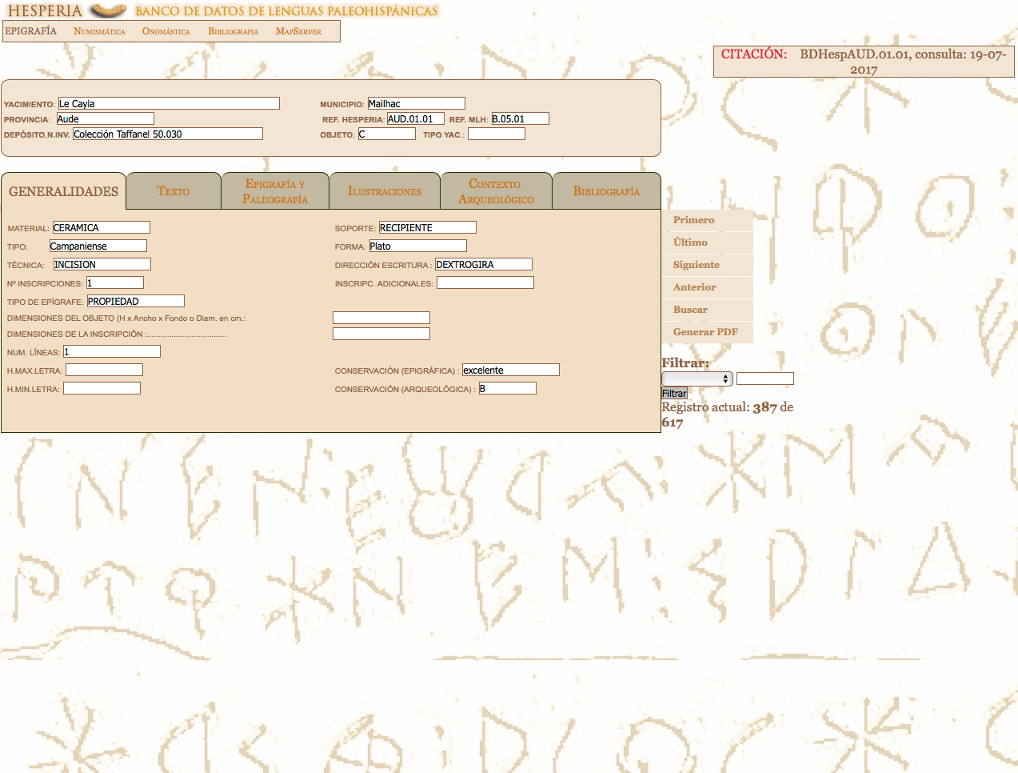 HESPERIA BANCO DE DATOS DE LENGUAS PALEOHISPÁNICAS
EPIGRAFÍA Numismática Onomástica Bibliografia MapServer
CITACIÓN: BDHespAUD.01.01, consulta: 19-07-
2017
YACIMIENTO: Le Cayla MUNICIPIO: Mailhac
PROVINCIA: Aude REF. HESPERIA: AUD.01.01 REF. MLH: B.05.01
DEPÓSITO,N.INV. Colección Taffanel 50.030 OBJETO: C TIPO YAC.:
GENERALIDADES Texto Epigrafía y Paleografía Ilustraciones Contexto Arqueológico Bibliografía
MATERIAL: CERAMICA SOPORTE: RECIPIENTE
TIPO: Campaniense FORMA: Plato
TÉCNICA: INCISION DIRECCIÓN ESCRITURA : DEXTROGIRA
Nº INSCRIPCIONES: 1 INSCRIPC. ADICIONALES:
TIPO DE EPÍGRAFE: PROPIEDAD
DIMENSIONES DEL OBJETO (H x Ancho x Fondo o Diam. en cm.:
DIMENSIONES DE LA INSCRIPCIÓN :....................................
NUM. LÍNEAS: 1
H.MAX.LETRA: CONSERVACIÓN (EPIGRÁFICA) : excelente
H.MIN.LETRA: CONSERVACIÓN (ARQUEOLÓGICA) : B
Primero
Último
Siguiente
Anterior
Buscar
Generar PDF
Filtrar:
Filtrar
Registro actual: 387 de
617